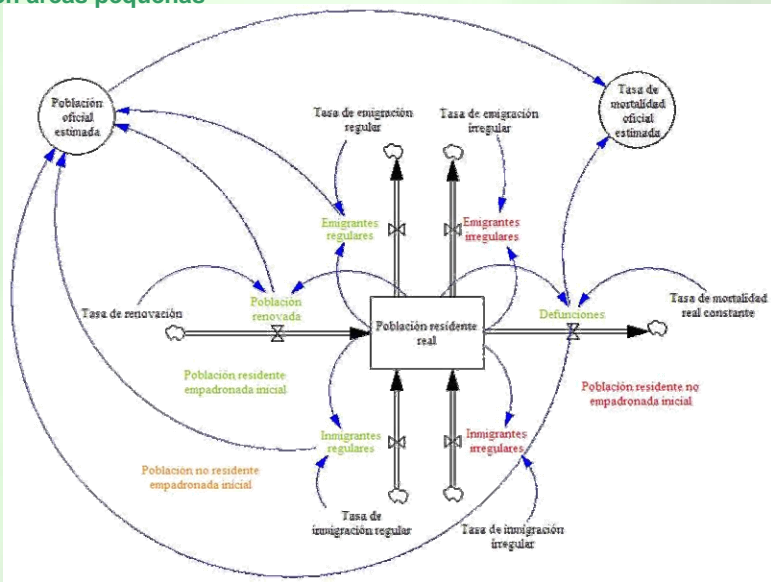 en áreas pequeñas
Población
oficial
estimada
Tasa de
mortalidad
oficial
estimada
Tasa de emigración
regular
Tasa de emigración
irregular
Emigrantes
regulares
Emigrantes
irregulares
Tasa de renovación
Población
renovada
Población residente
real
Defunciones
Tasa de mortalidad
real constante
Población residente
empadronada inicial
Población residente no
empadronada inicial
Inmigrantes
regulares
Inmigrantes
irregulares
Población no residente
empadronada inicial
Tasa de
inmigración regular
Tasa de inmigración
irregular